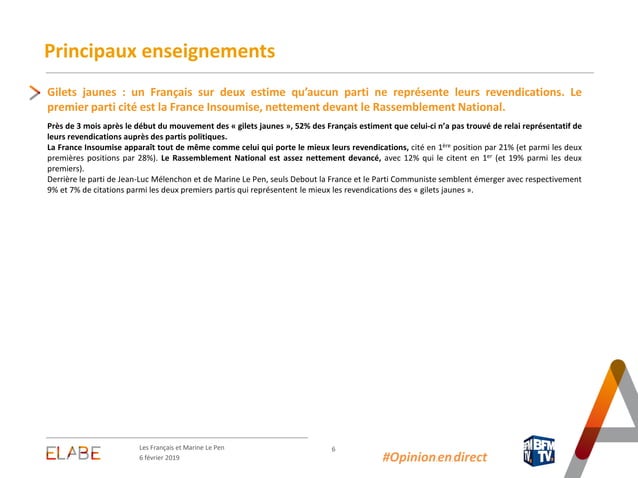 Principaux enseignements
Gilets jaunes : un Français sur deux estime qu’aucun parti ne représente leurs revendications. Le
premier parti cité est la France Insoumise, nettement devant le Rassemblement National.
Près de 3 mois après le début du mouvement des « gilets jaunes », 52% des Français estiment que celui-ci n’a pas trouvé de relai représentatif de
leurs revendications auprès des partis politiques.
La France Insoumise apparaît tout de même comme celui qui porte le mieux leurs revendications, cité en 1ère position par 21% (et parmi les deux
premières positions par 28%). Le Rassemblement National est assez nettement devancé, avec 12% qui le citent en 1er (et 19% parmi les deux
premiers).
Derrière le parti de Jean-Luc Mélenchon et de Marine Le Pen, seuls Debout la France et le Parti Communiste semblent émerger avec respectivement
9% et 7% de citations parmi les deux premiers partis qui représentent le mieux les revendications des « gilets jaunes ».
ELABE
Les Français et Marine Le Pen
6 février 2019
6
#Opinion en direct
BFM
TV.